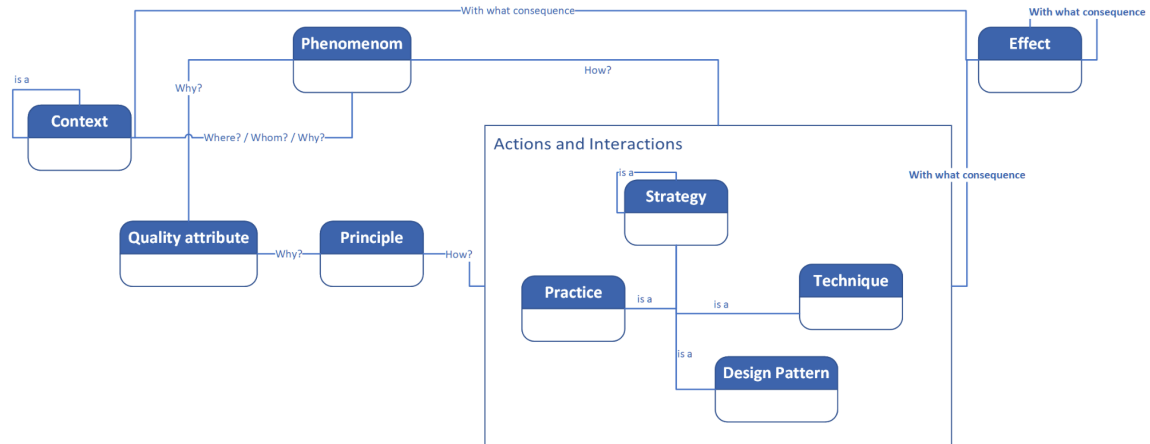 With what consequence
With what consequence
Phenomenom
Effect
How?
is a
Why?
Context
Where? / Whom? / Why?
Actions and Interactions
With what consequence
is a
Strategy
Quality attribute
Why?
Principle
How?
Practice
is a
is a
Technique
is a
Design Pattern